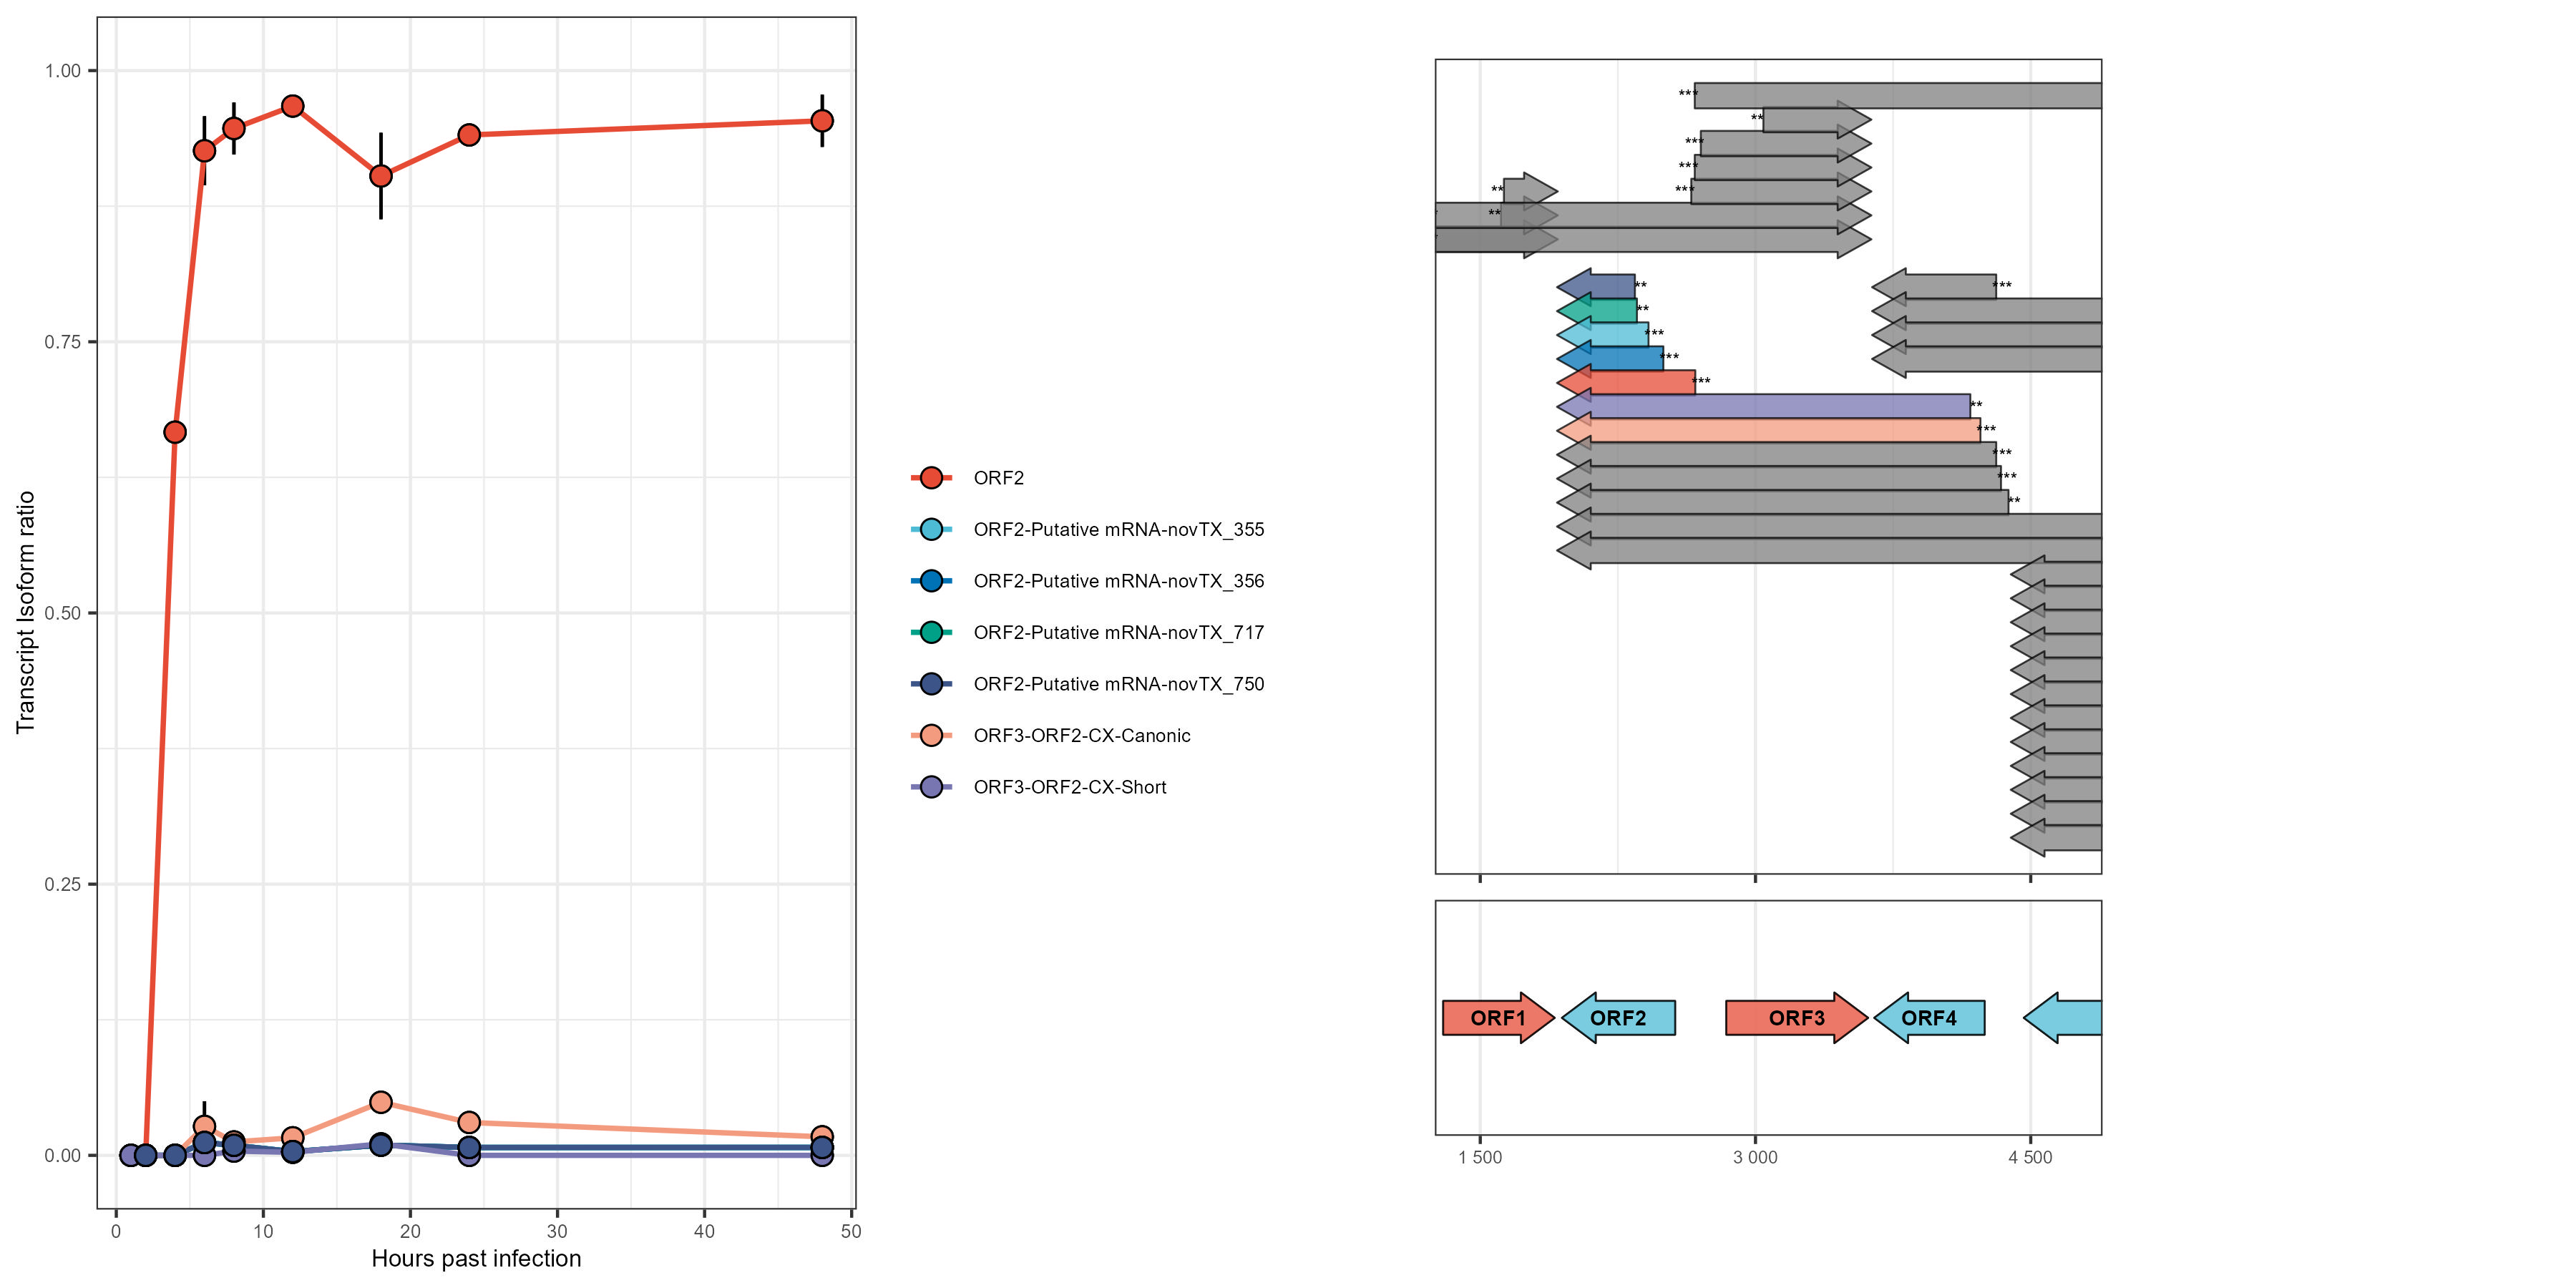 1.00
0.75
0.50
0.25
0.00
Transcript Isoform ratio
0 10 20 30 40 50
Hours past infection
ORF2
ORF2-Putative mRNA-novTX_355
ORF2-Putative mRNA-novTX_356
ORF2-Putative mRNA-novTX_717
ORF2-Putative mRNA-novTX_750
ORF3-ORF2-CX-Canonic
ORF3-ORF2-CX-Short
***
**
***
***
**
***
**
**
***
**
***
***
***
**
***
***
***
**
ORF1 ORF2 ORF3 ORF4
1 500 3 000 4 500